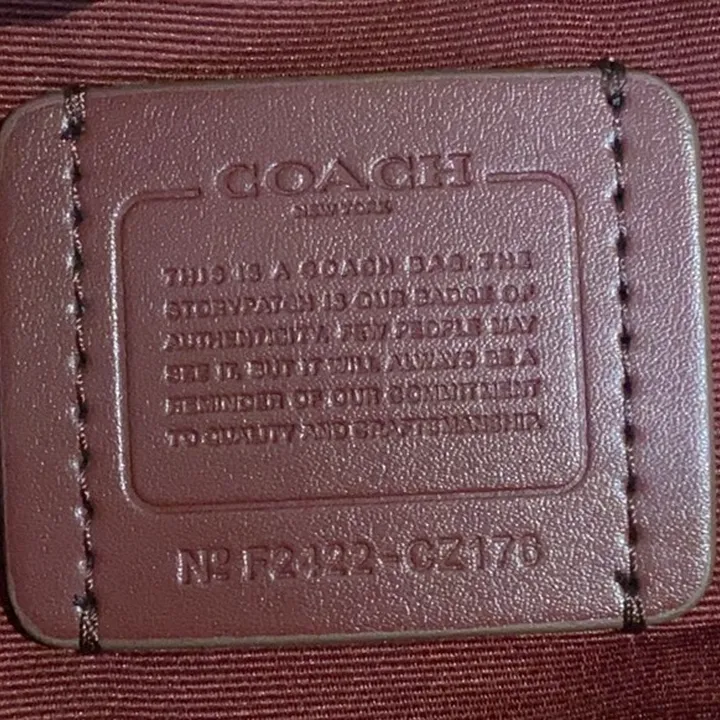 COACH
NEW YORK
THIS IS A COACH BAG. THE
STORYPATCH IS OUR BADGE OF
AUTHENTICITY. FEW PEOPLE MAY
SEE IT, BUT IT WILL ALWAYS BE A
REMINDER OF OUR COMMITMENT
TO QUALITY AND CRAFTSMANSHIP.
Nº F2422-CZ176